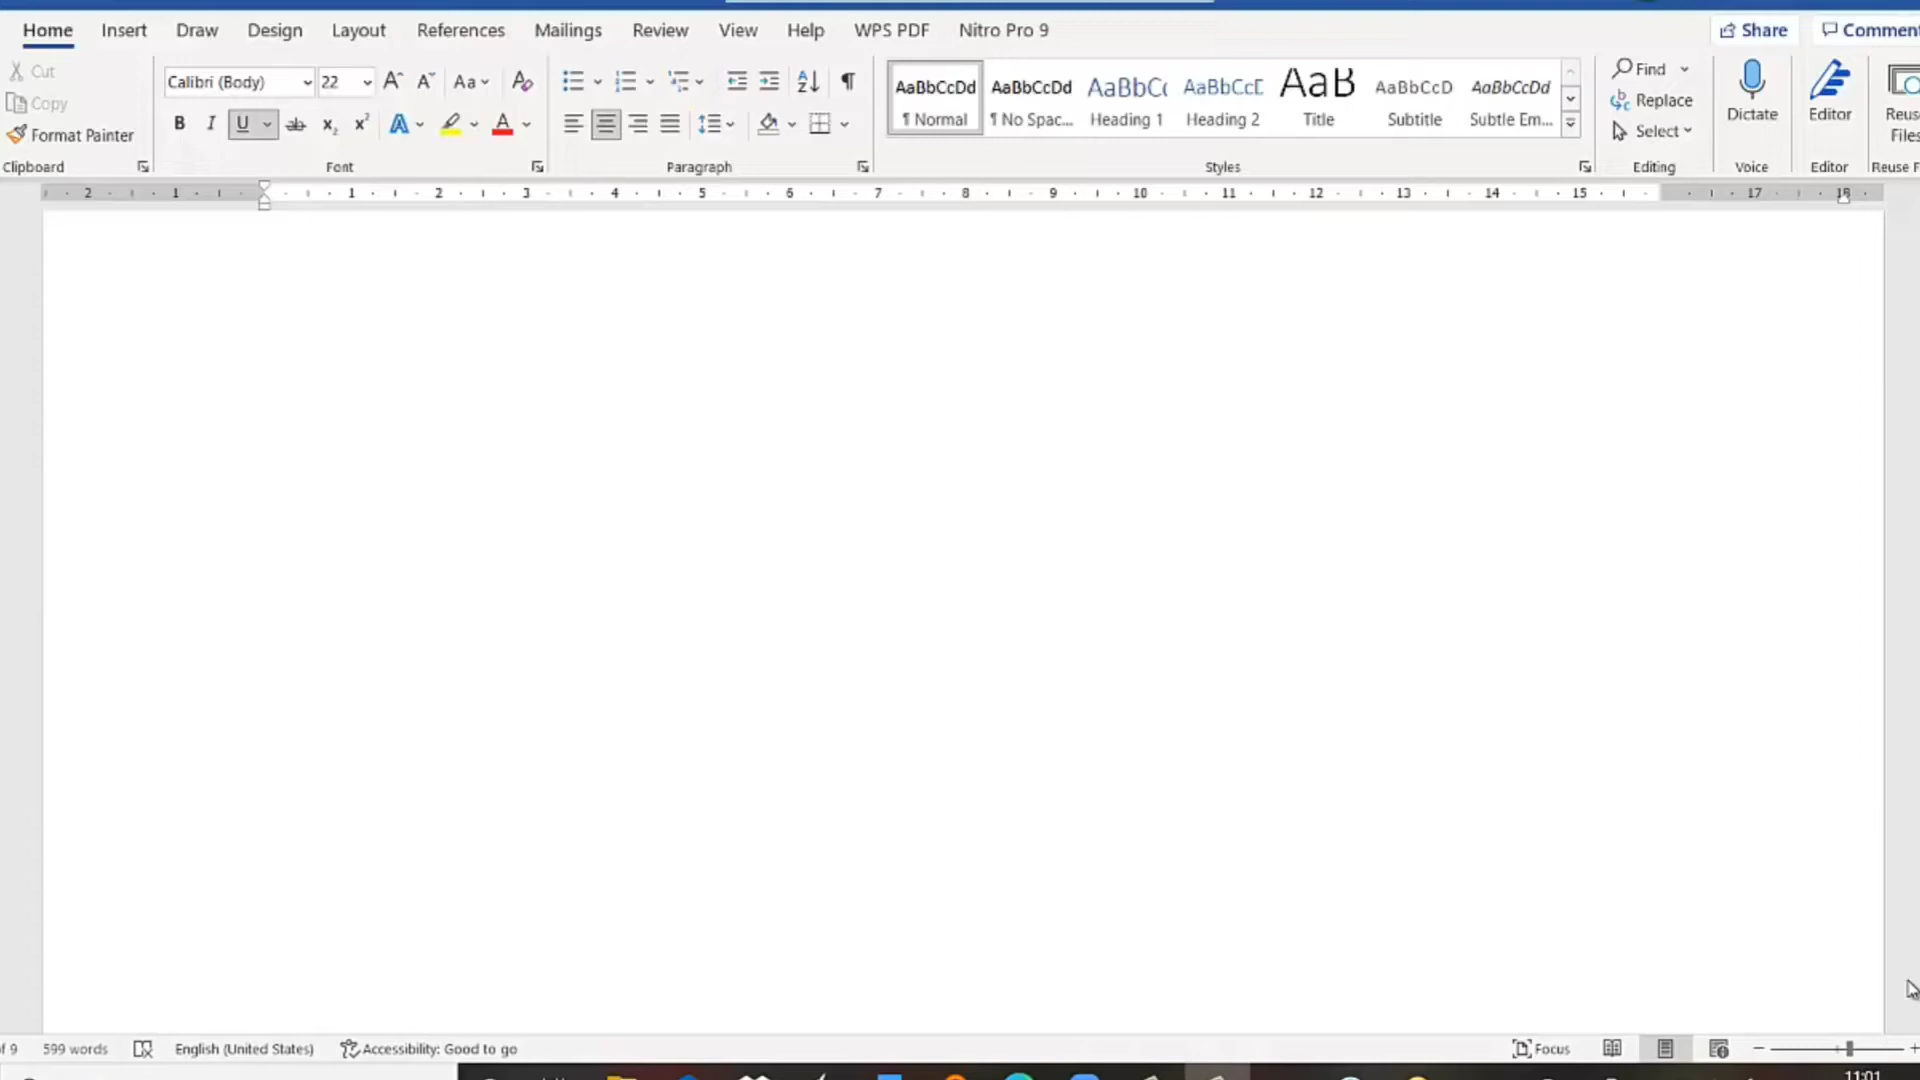 Home Insert Draw Design Layout References Mailings Review View Help WPS PDF Nitro Pro 9 Share Comment
Cut
Copy
Format Painter
Clipboard
Calibri (Body) 22
Font
Paragraph
AaBbCcDd AaBbCcDd AaBbCc AaBbCcD AaB AaBbCcD AaBbCcDd
¶ Normal ¶ No Spac... Heading 1 Heading 2 Title Subtitle Subtle Em...
Styles
Find
Replace
Select
Editing
Dictate
Voice
Editor
Editor
Reuse
Files
Reuse F
2 1 1 2 3 4 5 6 7 8 9 10 11 12 13 14 15 17 18
of 9 599 words English (United States) Accessibility: Good to go Focus
11:01